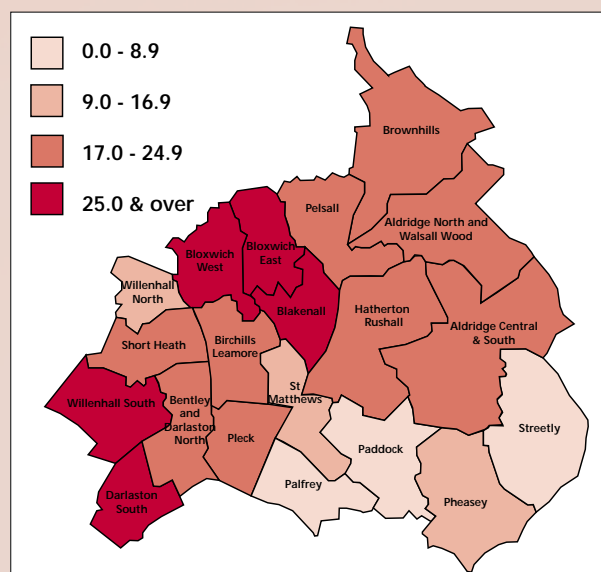 0.0 - 8.9
9.0 - 16.9
17.0 - 24.9
25.0 & over
Brownhills
Pelsall
Aldridge North and
Walsall Wood
Bloxwich
East
Bloxwich
West
Willenhall
North
Blakenall
Hatherton
Rushall
Aldridge Central
& South
Short Heath
Birchills
Leamore
St
Matthews
Willenhall South
Bentley
and
Darlaston
North
Pleck
Paddock
Streetly
Palfrey
Pheasey
Darlaston
South